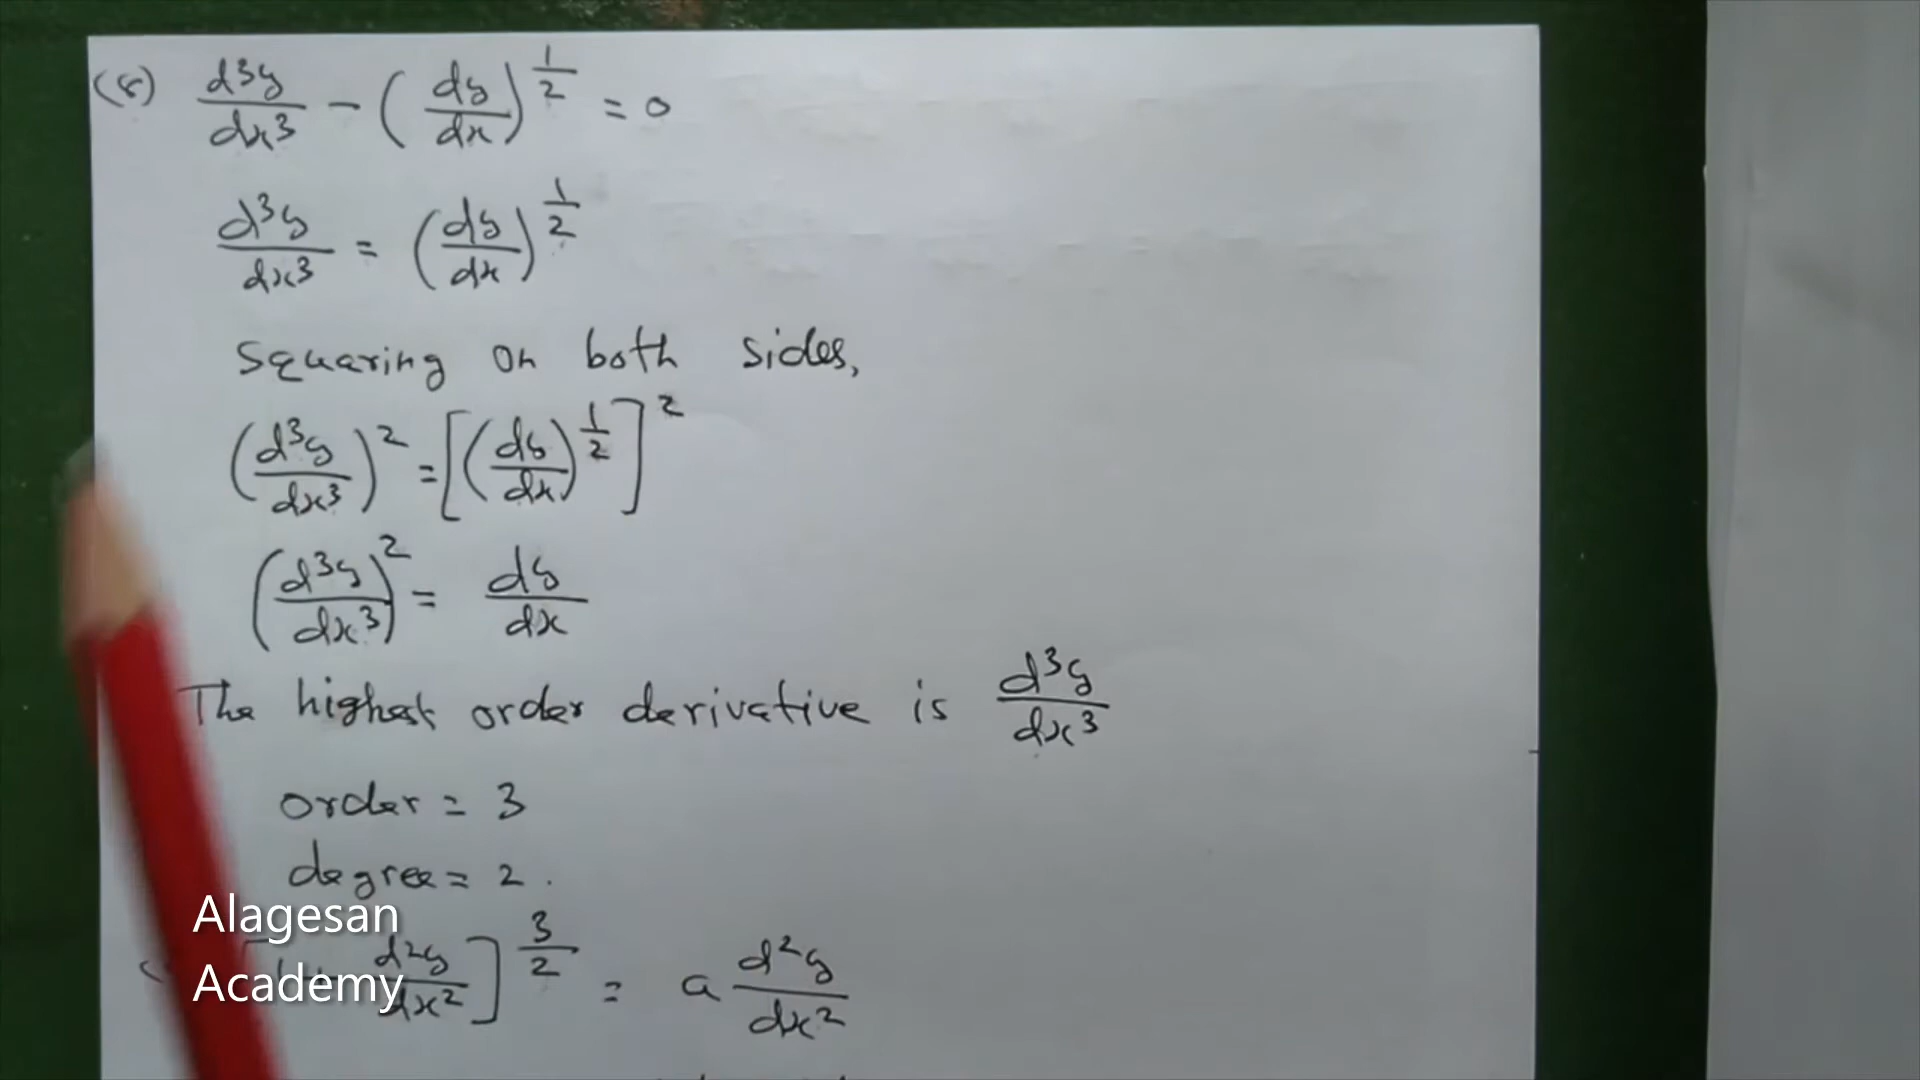 (8) d³y/dx³ − (dy/dx)^(1/2) = 0
d³y/dx³ = (dy/dx)^(1/2)
Squaring on both sides,
(d³y/dx³)² = [(dy/dx)^(1/2)]²
(d³y/dx³)² = dy/dx
The highest order derivative is d³y/dx³
order = 3
degree = 2.
d²y/dx²]^(3/2) = a d²y/dx²
Alagesan
Academy